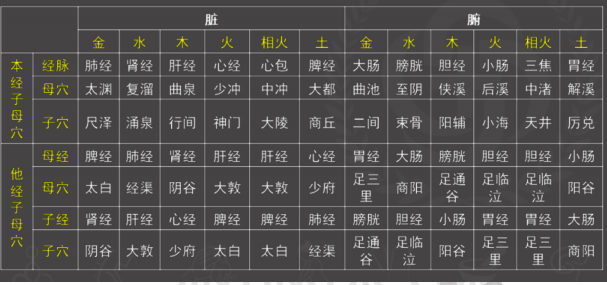 脏 腑
金 水 木 火 相火 土 金 水 木 火 相火 土
本经子母穴
经脉 肺经 肾经 肝经 心经 心包 脾经 大肠 膀胱 胆经 小肠 三焦 胃经
母穴 太渊 复溜 曲泉 少冲 中冲 大都 曲池 至阴 侠溪 后溪 中渚 解溪
子穴 尺泽 涌泉 行间 神门 大陵 商丘 二间 束骨 阳辅 小海 天井 厉兑
他经子母穴
母经 脾经 肺经 肾经 肝经 肝经 心经 胃经 大肠 膀胱 胆经 胆经 小肠
母穴 太白 经渠 阴谷 大敦 大敦 少府 足三里 商阳 足通谷 足临泣 足临泣 阳谷
子经 肾经 肝经 心经 脾经 脾经 肺经 膀胱 胆经 小肠 胃经 胃经 大肠
子穴 阴谷 大敦 少府 太白 太白 经渠 足通谷 足临泣 阳谷 足三里 足三里 商阳